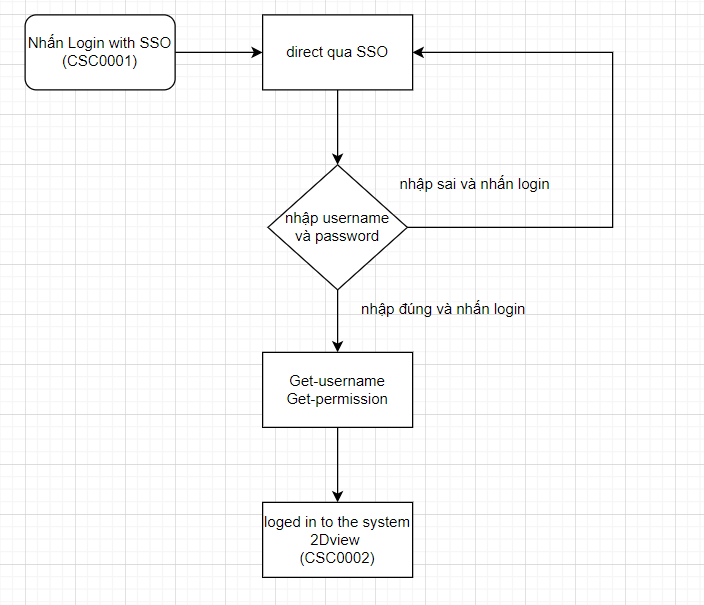 Nhấn Login with SSO
(CSC0001)
direct qua SSO
nhập sai và nhấn login
nhập username
và password
nhập đúng và nhấn login
Get-username
Get-permission
loged in to the system
2Dview
(CSC0002)